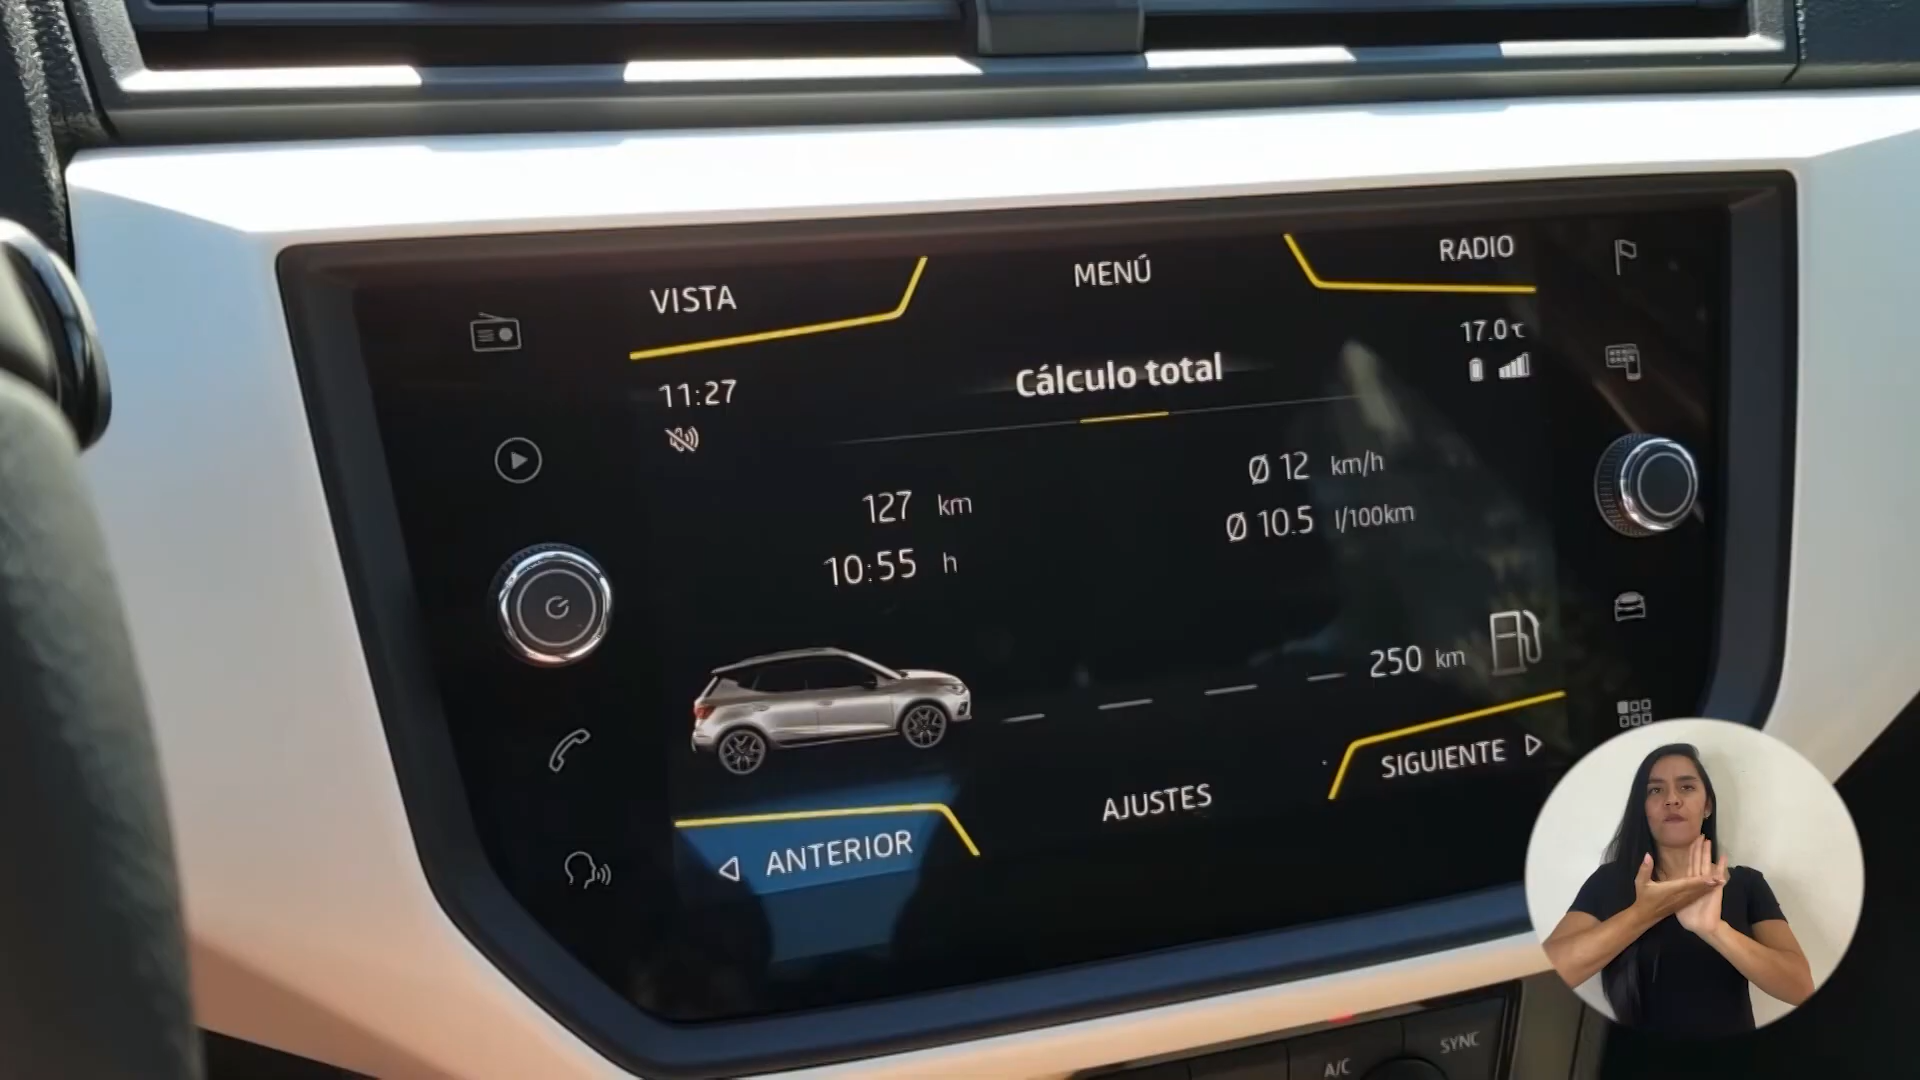 VISTA
MENÚ
RADIO
17.0℃
11:27
Cálculo total
127 km
Ø 12 km/h
10:55 h
Ø 10.5 l/100km
250 km
ANTERIOR
AJUSTES
SIGUIENTE
A/C
SYNC